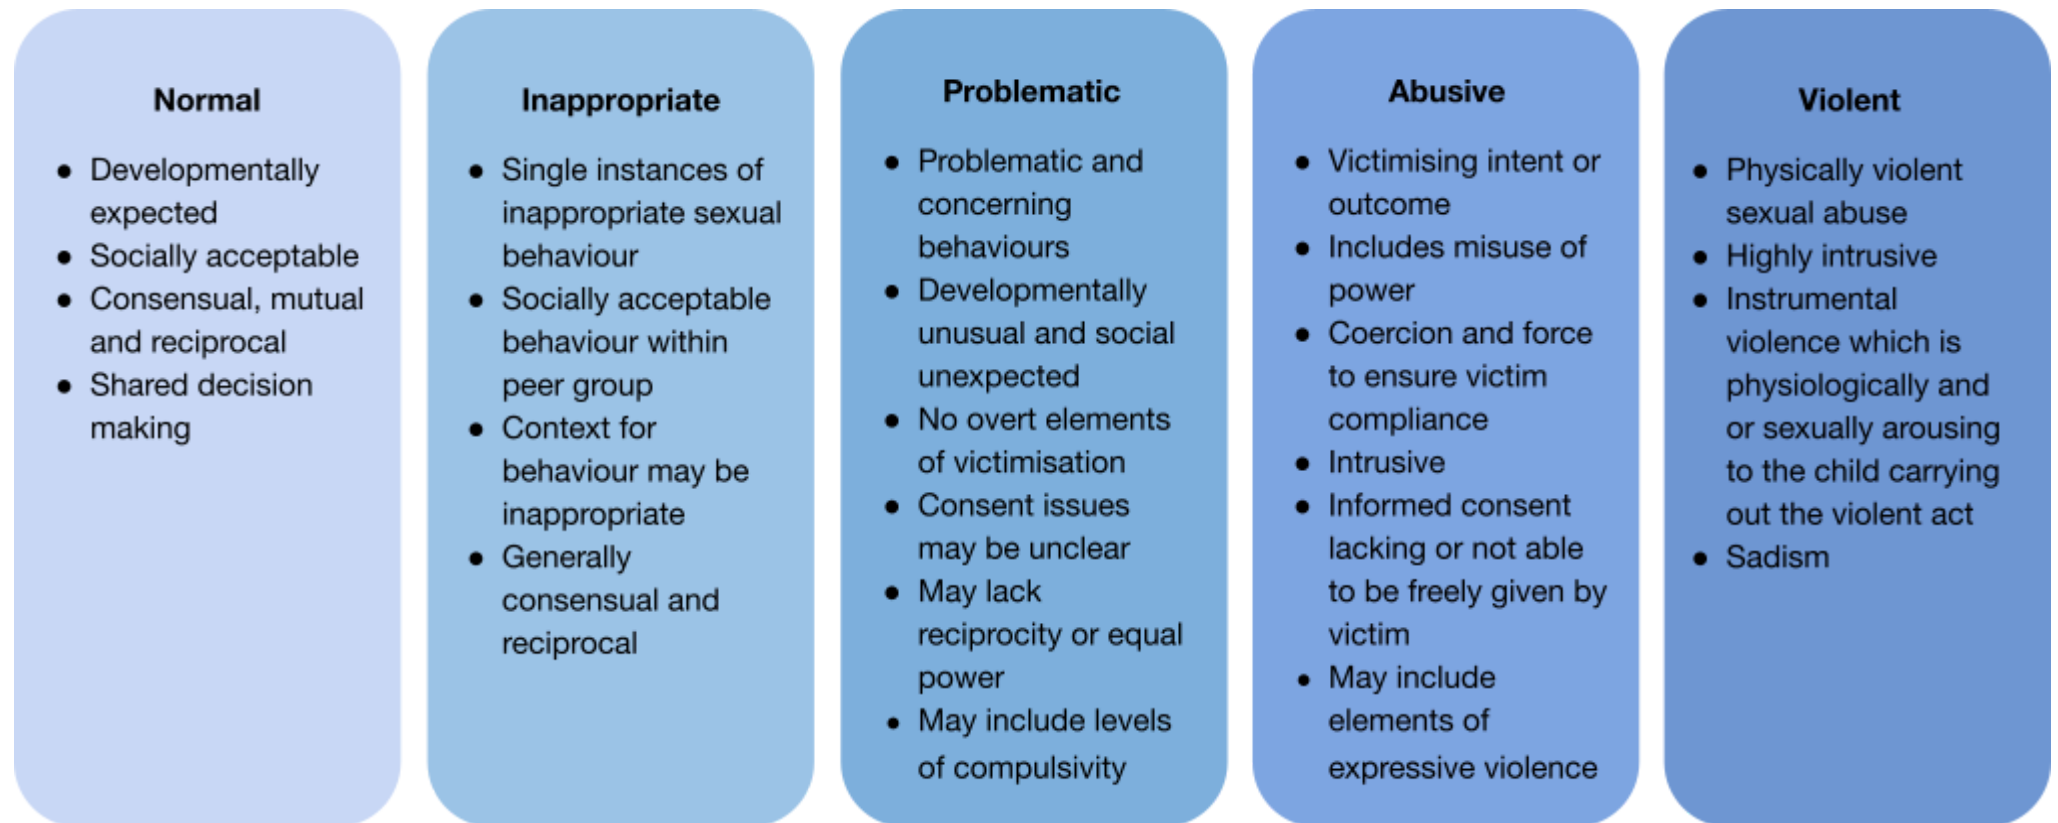 Normal
● Developmentally
expected
● Socially acceptable
● Consensual, mutual
and reciprocal
● Shared decision
making
Inappropriate
● Single instances of
inappropriate sexual
behaviour
● Socially acceptable
behaviour within
peer group
● Context for
behaviour may be
inappropriate
● Generally
consensual and
reciprocal
Problematic
● Problematic and
concerning
behaviours
● Developmentally
unusual and social
unexpected
● No overt elements
of victimisation
● Consent issues
may be unclear
● May lack
reciprocity or equal
power
● May include levels
of compulsivity
Abusive
● Victimising intent or
outcome
● Includes misuse of
power
● Coercion and force
to ensure victim
compliance
● Intrusive
● Informed consent
lacking or not able
to be freely given by
victim
● May include
elements of
expressive violence
Violent
● Physically violent
sexual abuse
● Highly intrusive
● Instrumental
violence which is
physiologically and
or sexually arousing
to the child carrying
out the violent act
● Sadism